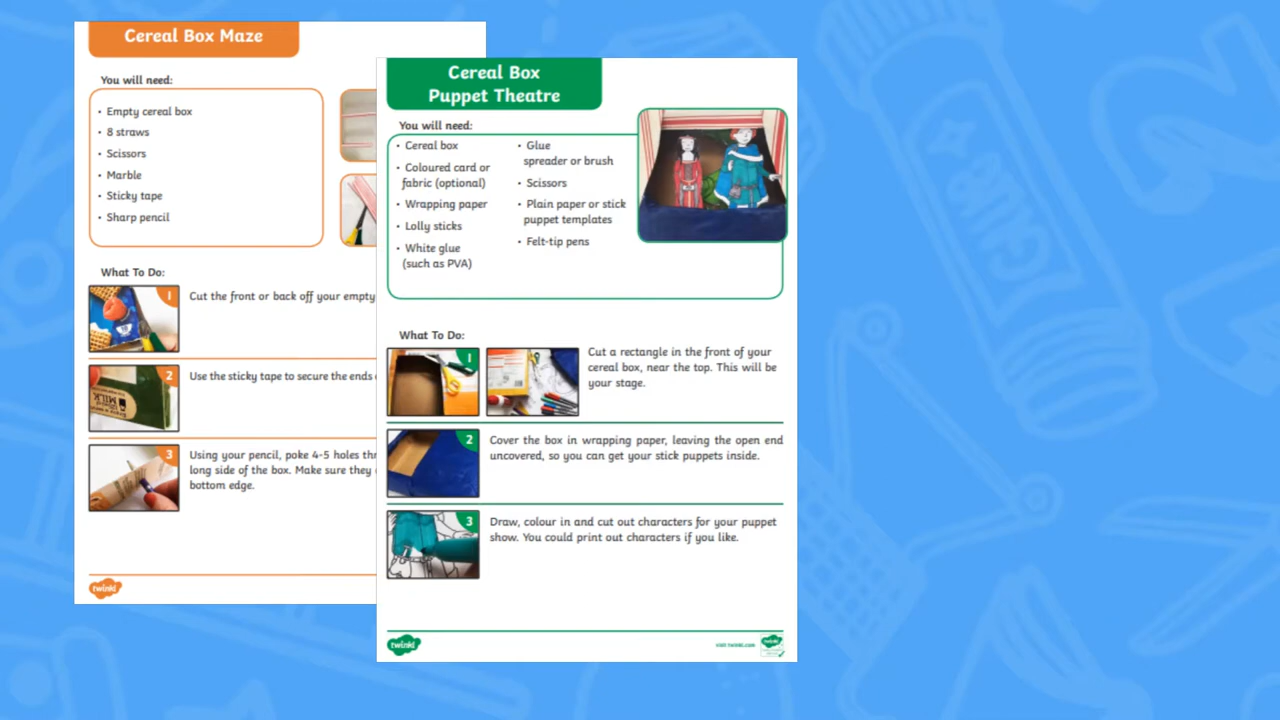 Cereal Box Maze
You will need:
• Empty cereal box
• 8 straws
• Scissors
• Marble
• Sticky tape
• Sharp pencil
What To Do:
1
Cut the front or back off your empty
2
Use the sticky tape to secure the ends
3
Using your pencil, poke 4-5 holes
long side of the box. Make sure they
bottom edge.
twinkl
Cereal Box
Puppet Theatre
You will need:
• Cereal box
• Coloured card or
fabric (optional)
• Wrapping paper
• Lolly sticks
• White glue
(such as PVA)
• Glue
spreader or brush
• Scissors
• Plain paper or stick
puppet templates
• Felt-tip pens
What To Do:
1
Cut a rectangle in the front of your
cereal box, near the top. This will be
your stage.
2
Cover the box in wrapping paper, leaving the open end
uncovered, so you can get your stick puppets inside.
3
Draw, colour in and cut out characters for your puppet
show. You could print out characters if you like.
twinkl
visit twinkl.com
twinkl
MILK